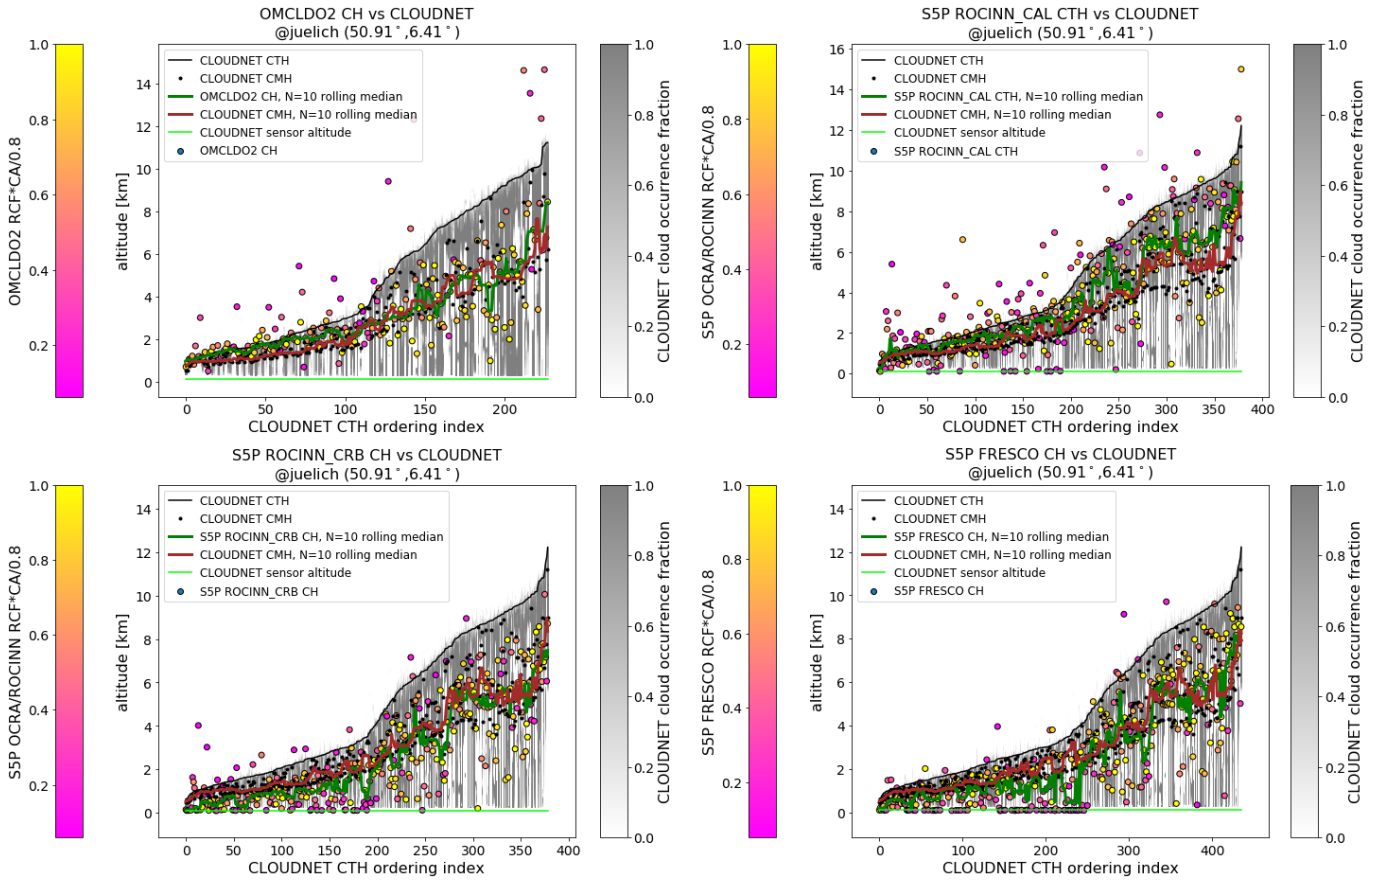 OMCLDO2 CH vs CLOUDNET
@juelich (50.91°,6.41°)
OMCLDO2 RCF*CA/0.8
1.0
0.8
0.6
0.4
0.2
altitude [km]
14
12
10
8
6
4
2
0
CLOUDNET CTH
CLOUDNET CMH
OMCLDO2 CH, N=10 rolling median
CLOUDNET CMH, N=10 rolling median
CLOUDNET sensor altitude
OMCLDO2 CH
0 50 100 150 200
CLOUDNET CTH ordering index
1.0
0.8
0.6
0.4
0.2
0.0
CLOUDNET cloud occurrence fraction
S5P ROCINN_CAL CTH vs CLOUDNET
@juelich (50.91°,6.41°)
S5P OCRA/ROCINN RCF*CA/0.8
1.0
0.8
0.6
0.4
0.2
altitude [km]
16
14
12
10
8
6
4
2
0
CLOUDNET CTH
CLOUDNET CMH
S5P ROCINN_CAL CTH, N=10 rolling median
CLOUDNET CMH, N=10 rolling median
CLOUDNET sensor altitude
S5P ROCINN_CAL CTH
0 50 100 150 200 250 300 350 400
CLOUDNET CTH ordering index
1.0
0.8
0.6
0.4
0.2
0.0
CLOUDNET cloud occurrence fraction
S5P ROCINN_CRB CH vs CLOUDNET
@juelich (50.91°,6.41°)
S5P OCRA/ROCINN RCF*CA/0.8
1.0
0.8
0.6
0.4
0.2
altitude [km]
14
12
10
8
6
4
2
0
CLOUDNET CTH
CLOUDNET CMH
S5P ROCINN_CRB CH, N=10 rolling median
CLOUDNET CMH, N=10 rolling median
CLOUDNET sensor altitude
S5P ROCINN_CRB CH
0 50 100 150 200 250 300 350 400
CLOUDNET CTH ordering index
1.0
0.8
0.6
0.4
0.2
0.0
CLOUDNET cloud occurrence fraction
S5P FRESCO CH vs CLOUDNET
@juelich (50.91°,6.41°)
S5P FRESCO RCF*CA/0.8
1.0
0.8
0.6
0.4
0.2
altitude [km]
14
12
10
8
6
4
2
0
CLOUDNET CTH
CLOUDNET CMH
S5P FRESCO CH, N=10 rolling median
CLOUDNET CMH, N=10 rolling median
CLOUDNET sensor altitude
S5P FRESCO CH
0 100 200 300 400
CLOUDNET CTH ordering index
1.0
0.8
0.6
0.4
0.2
0.0
CLOUDNET cloud occurrence fraction